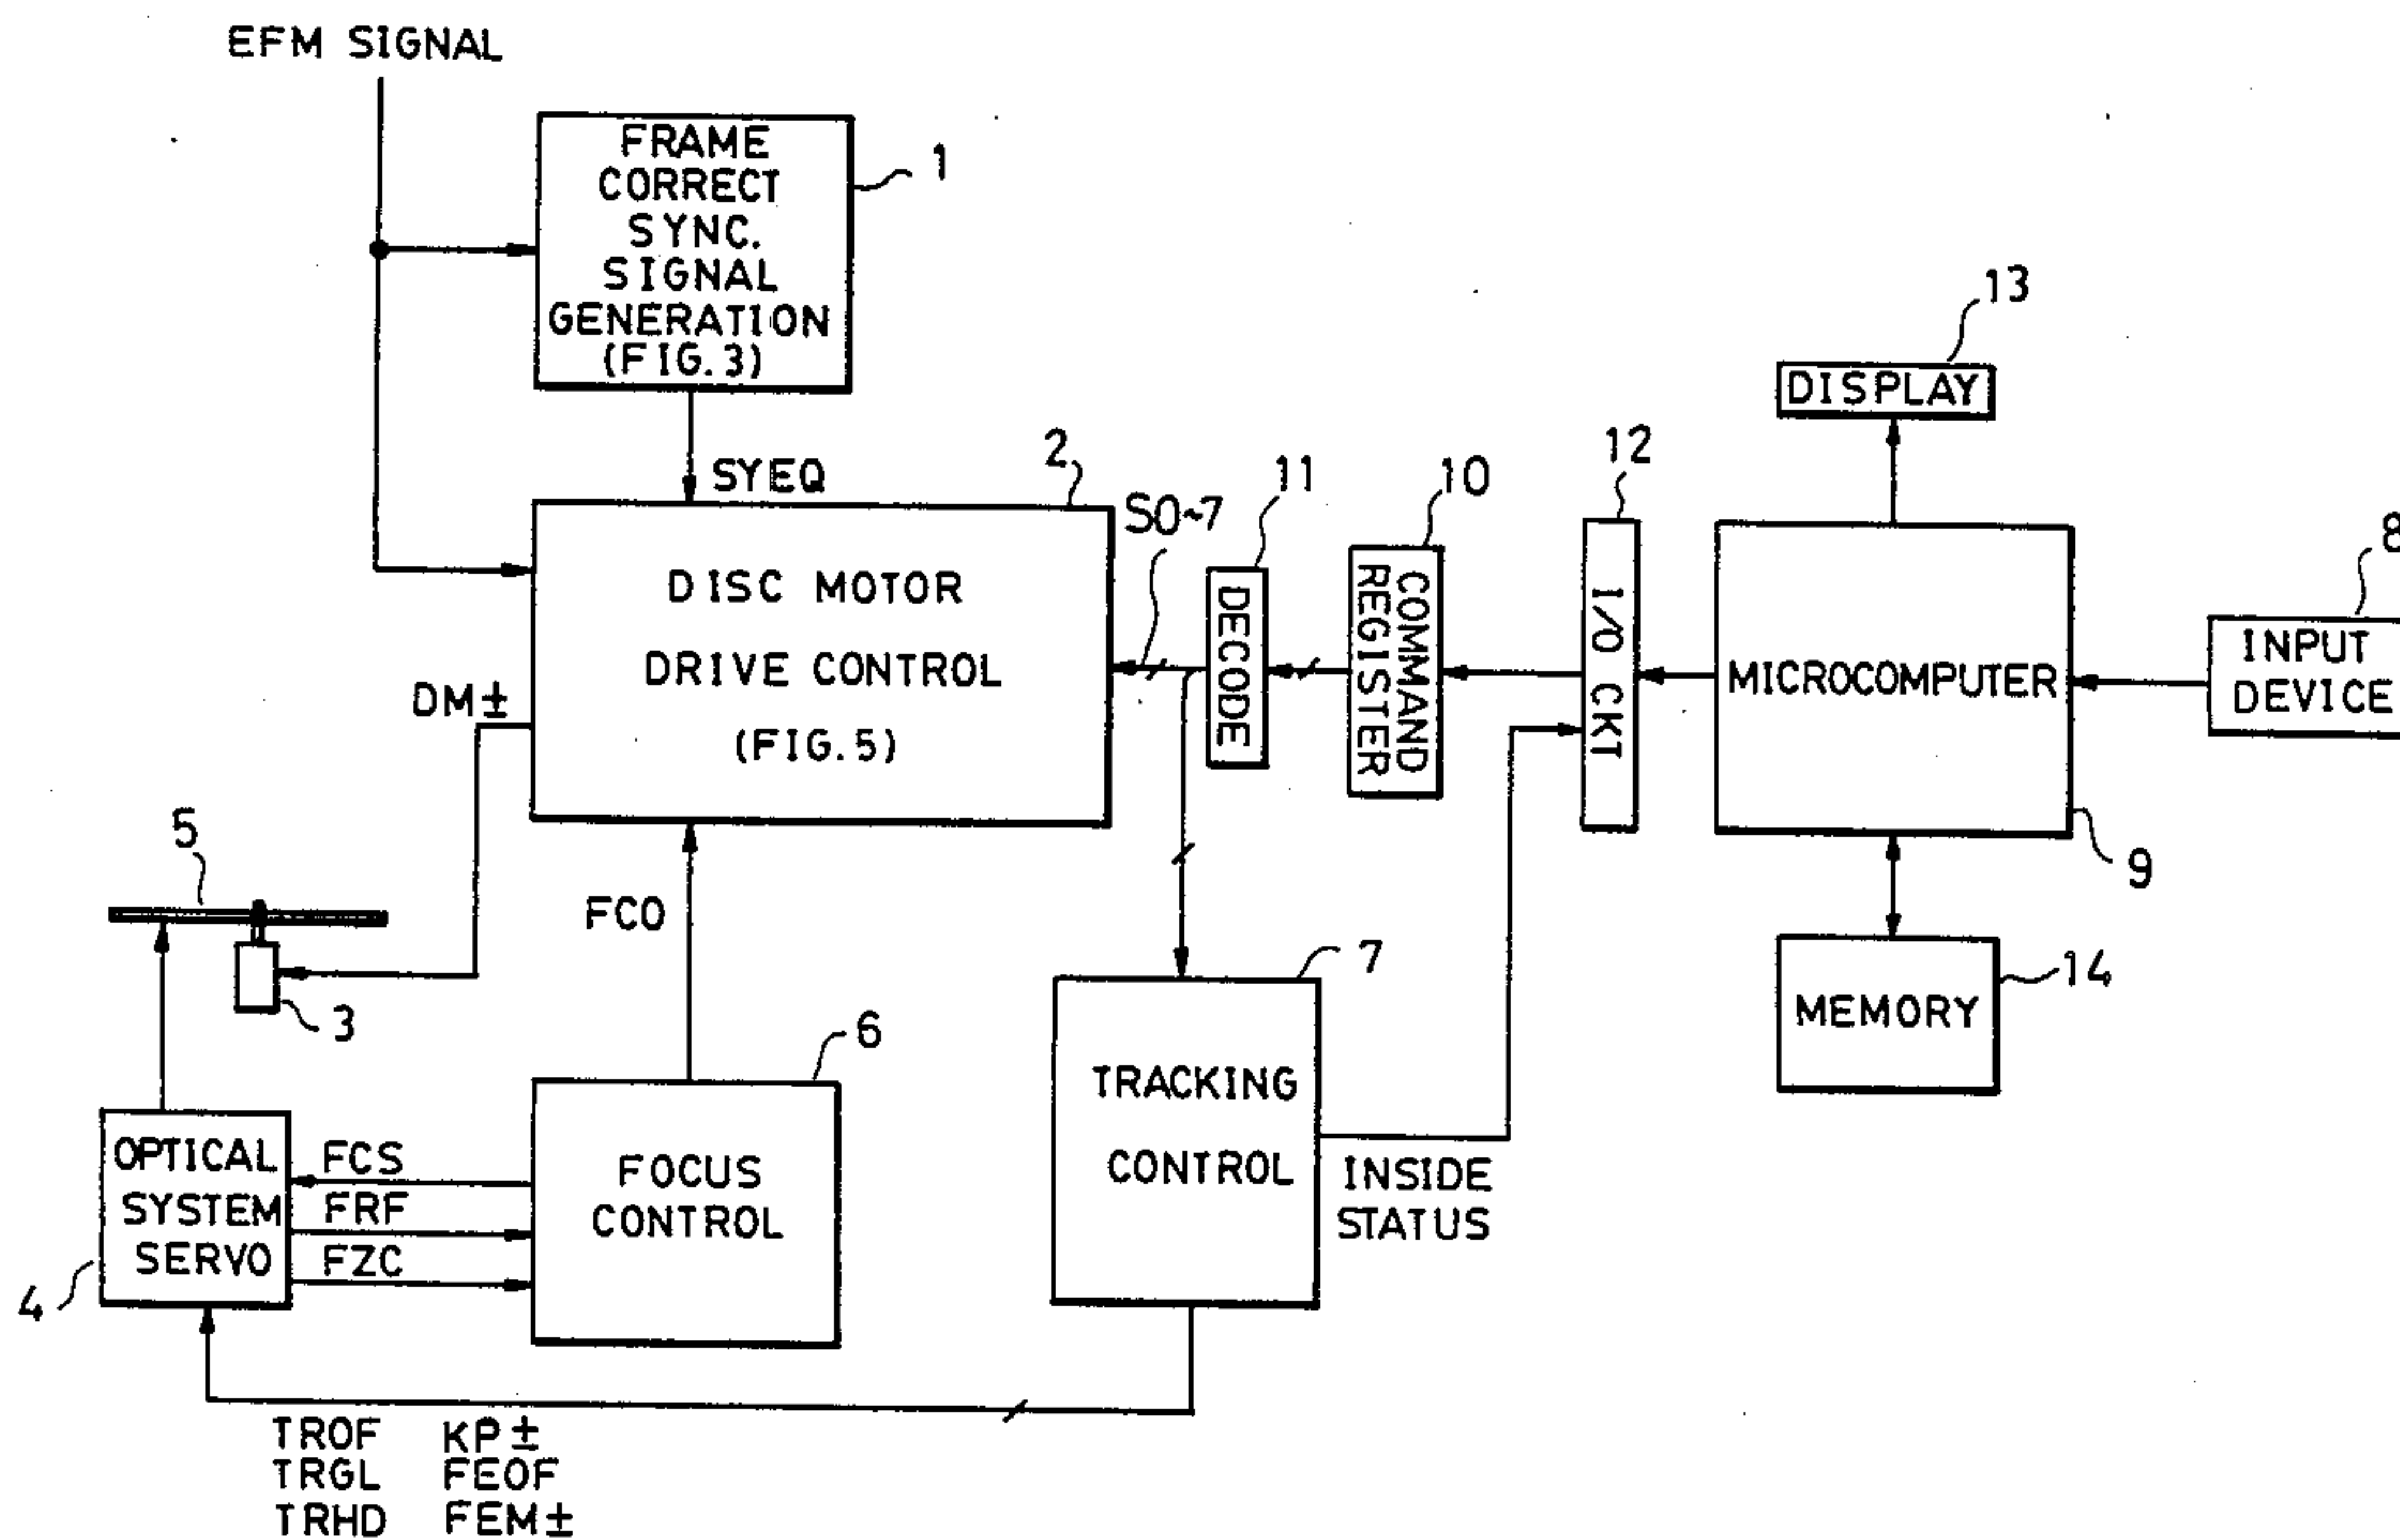 EFM SIGNAL
FRAME
CORRECT
SYNC.
SIGNAL
GENERATION
(FIG.3)
1
SYEQ
2
DISC MOTOR
DRIVE CONTROL
(FIG.5)
DM±
S0~7
11
DECODE
10
COMMAND
REGISTER
12
I/O CKT
13
DISPLAY
MICROCOMPUTER
9
8
INPUT
DEVICE
MEMORY
14
5
3
FCO
6
FOCUS
CONTROL
7
TRACKING
CONTROL
INSIDE
STATUS
OPTICAL
SYSTEM
SERVO
4
FCS
FRF
FZC
TROF KP±
TRGL FEOF
TRHD FEM±